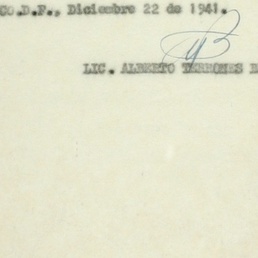 CO.D.F., Diciembre 22 de 1941.
LIC. ALBERTO TERRONES B